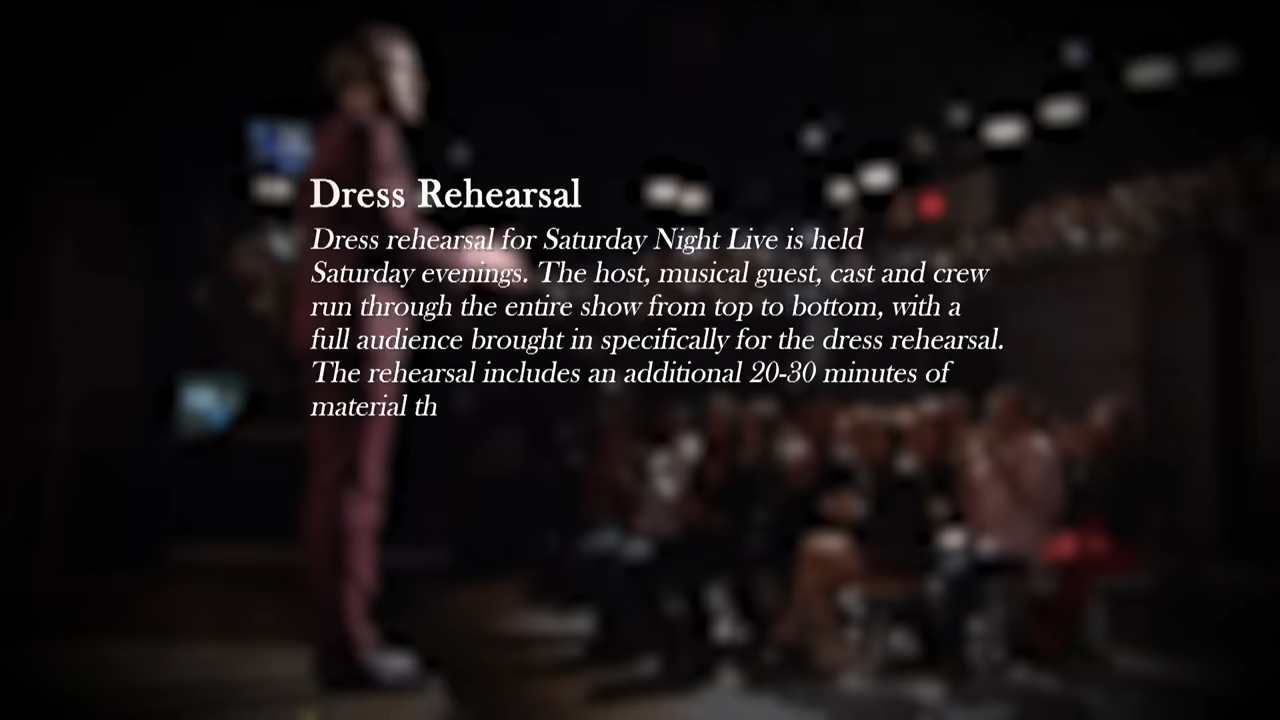 Dress Rehearsal
Dress rehearsal for Saturday Night Live is held
Saturday evenings. The host, musical guest, cast and crew
run through the entire show from top to bottom, with a
full audience brought in specifically for the dress rehearsal.
The rehearsal includes an additional 20-30 minutes of
material th